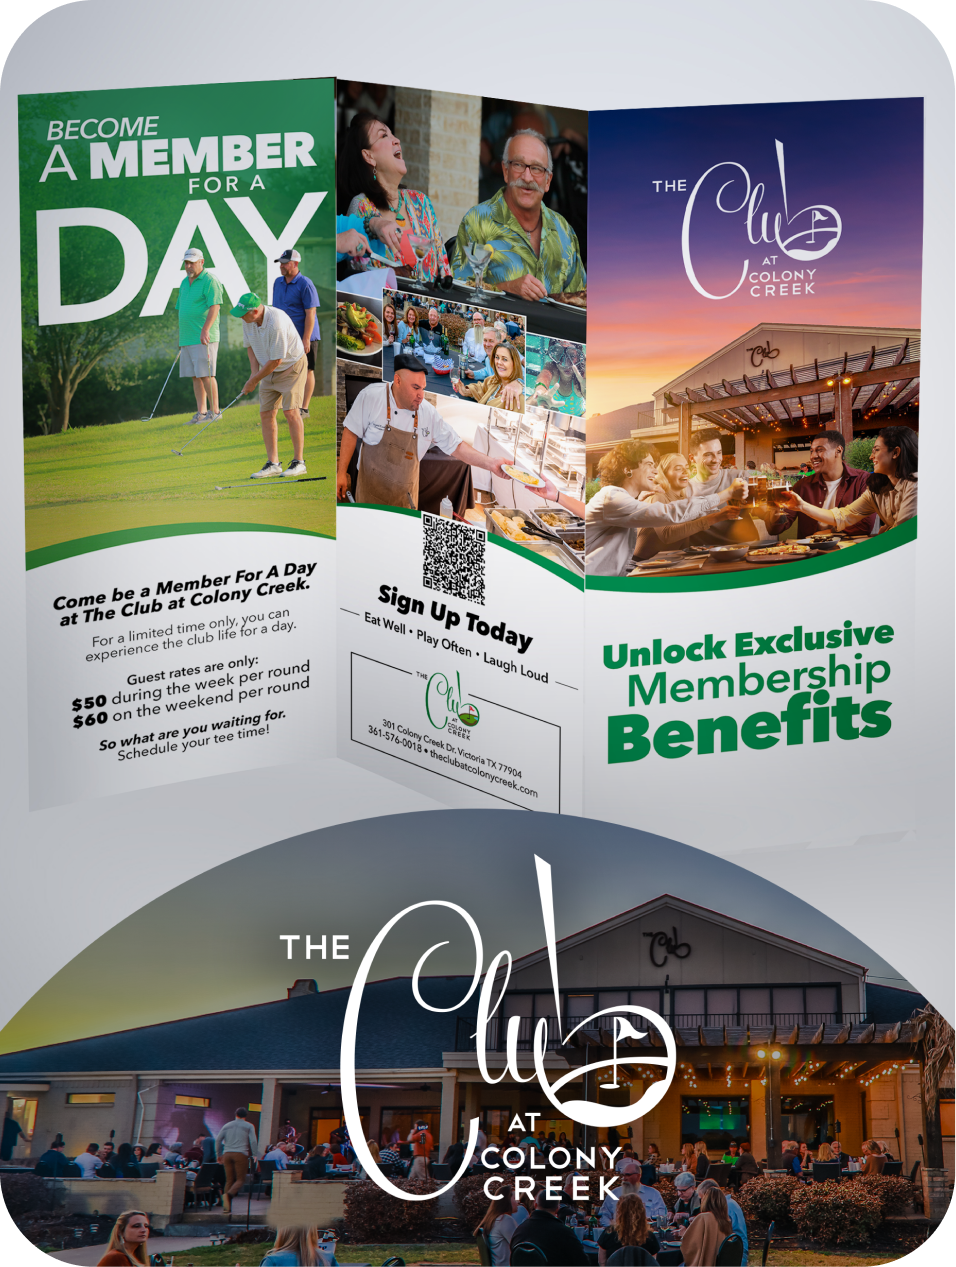 BECOME
A MEMBER
FOR A
DAY
Come be a Member For A Day
at The Club at Colony Creek.
For a limited time only, you can
experience the club life for a day.
Guest rates are only:
$50 during the week per round
$60 on the weekend per round
So what are you waiting for.
Schedule your tee time!
Sign Up Today
Eat Well • Play Often • Laugh Loud
THE
Club
AT
COLONY
CREEK
301 Colony Creek Dr. Victoria TX 77904
361-576-0018 • theclubatcolonycreek.com
THE
Club
AT
COLONY
CREEK
Club
Unlock Exclusive
Membership
Benefits
THE
Club
AT
COLONY
CREEK
THE
Club